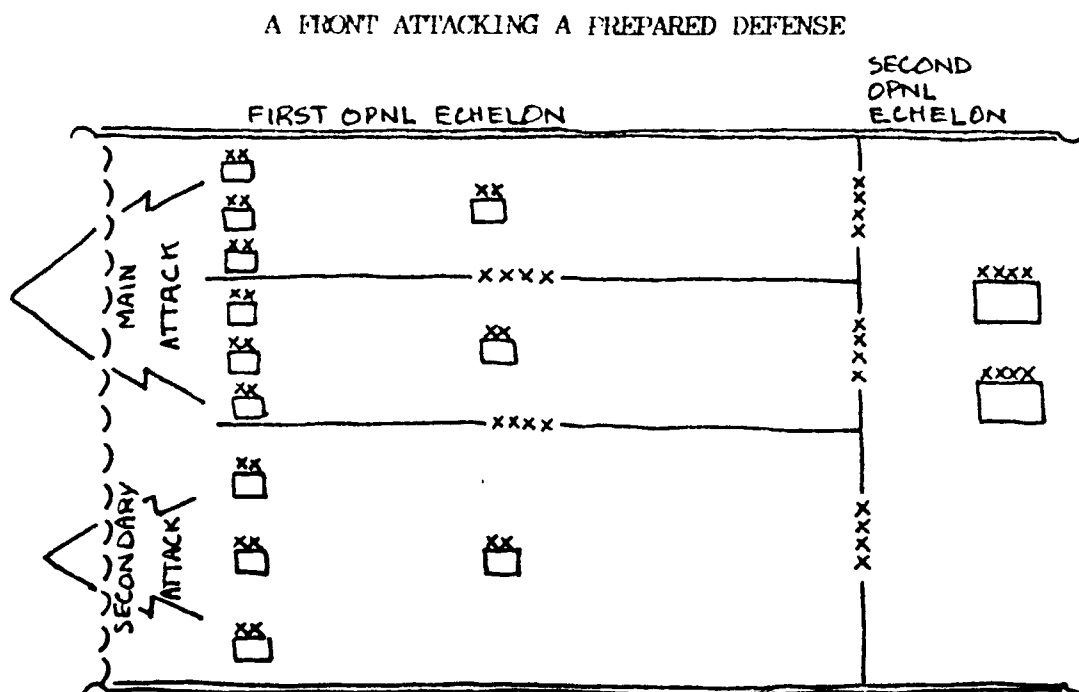 A FRONT ATTACKING A PREPARED DEFENSE
SECOND
OPNL
ECHELON
FIRST OPNL ECHELON
XX
XX
XX
XX
XXXX
XXXX
XXXX
XX
XX
XX
XX
XXXX
XXXX
XXXX
XX
XX
XX
XX
XXXX
MAIN
ATTACK
SECONDARY
ATTACK